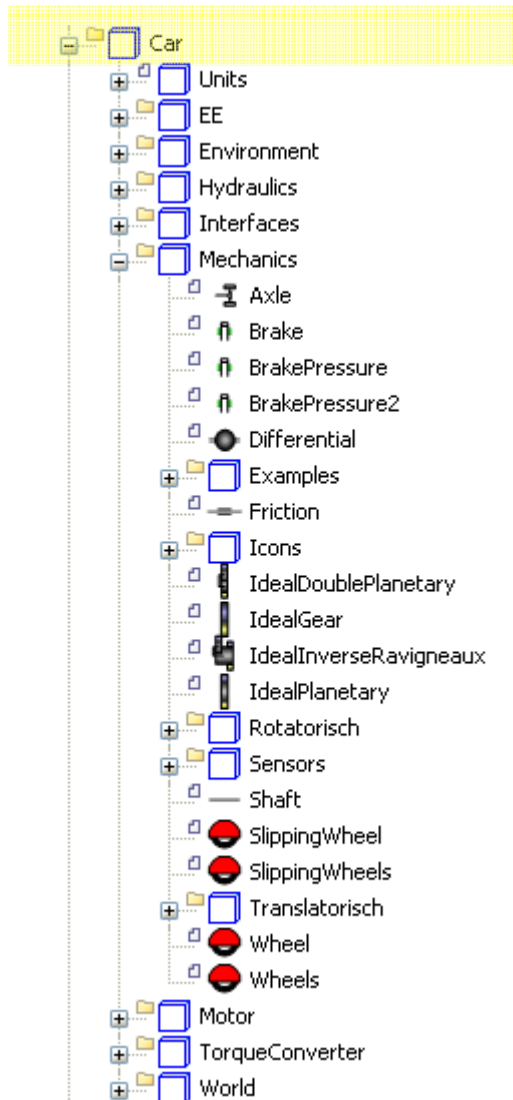 Car
Units
EE
Environment
Hydraulics
Interfaces
Mechanics
Axle
Brake
BrakePressure
BrakePressure2
Differential
Examples
Friction
Icons
IdealDoublePlanetary
IdealGear
IdealInverseRavigneaux
IdealPlanetary
Rotatorisch
Sensors
Shaft
SlippingWheel
SlippingWheels
Translatorisch
Wheel
Wheels
Motor
TorqueConverter
World